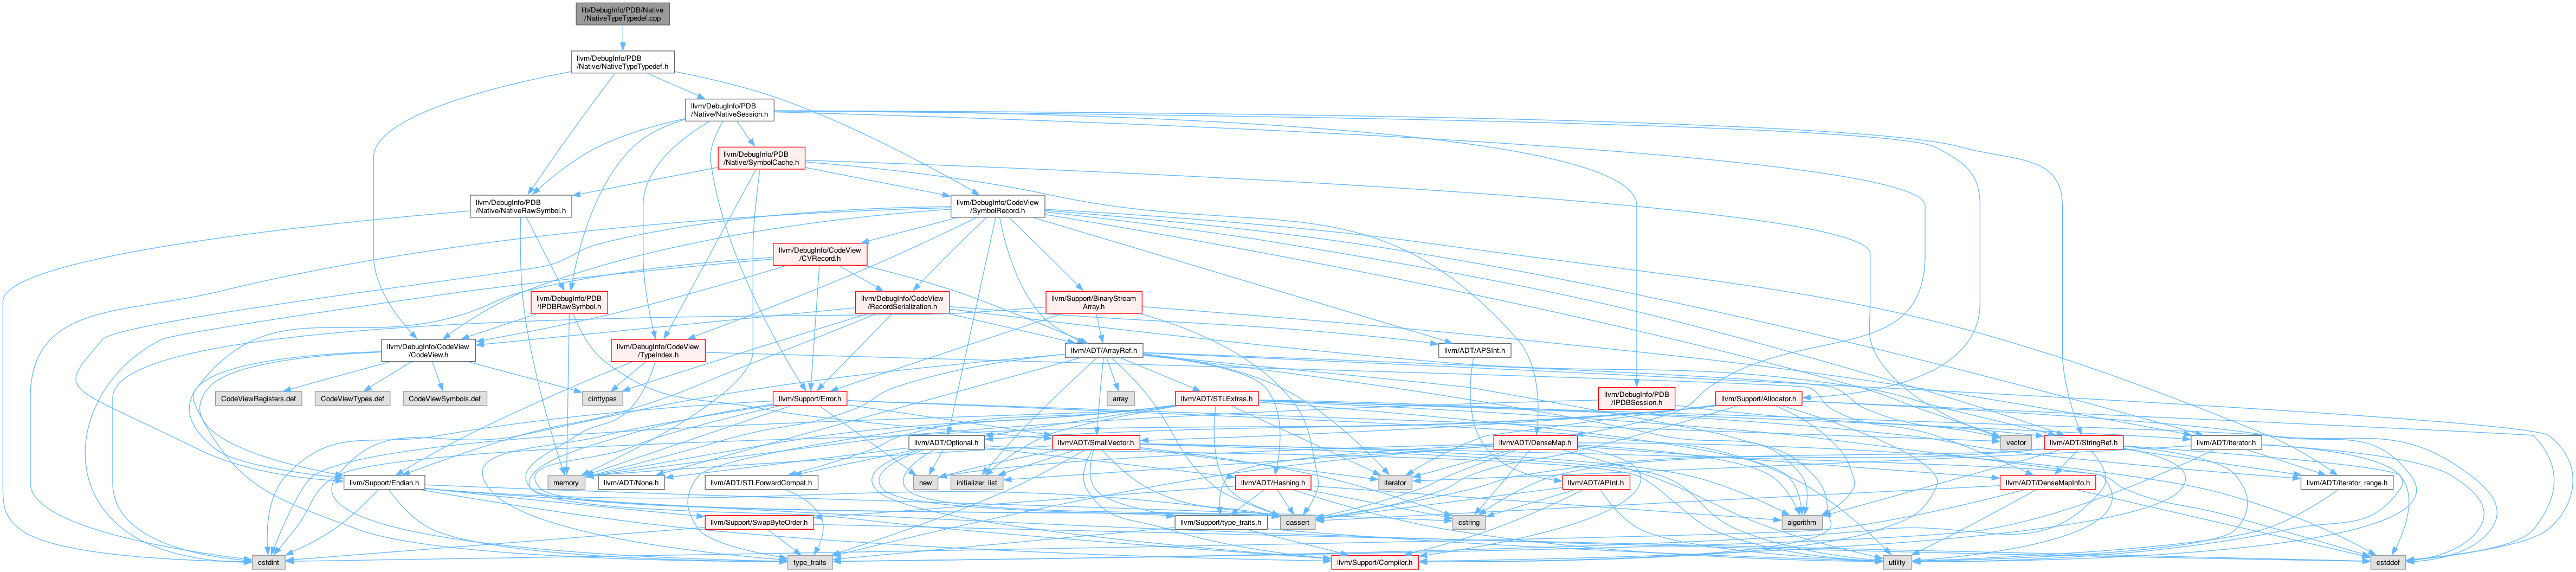 lib/DebugInfo/PDB/Native
/NativeTypeTypedef.cpp
llvm/DebugInfo/PDB
/Native/NativeTypeTypedef.h
llvm/DebugInfo/PDB
/Native/NativeSession.h
llvm/DebugInfo/PDB
/Native/SymbolCache.h
llvm/DebugInfo/PDB
/Native/NativeRawSymbol.h
llvm/DebugInfo/CodeView
/SymbolRecord.h
llvm/DebugInfo/CodeView
/CVRecord.h
llvm/DebugInfo/PDB
/IPDBRawSymbol.h
llvm/DebugInfo/CodeView
/RecordSerialization.h
llvm/Support/BinaryStream
Array.h
llvm/DebugInfo/CodeView
/CodeView.h
llvm/DebugInfo/CodeView
/TypeIndex.h
llvm/ADT/ArrayRef.h
llvm/ADT/APSInt.h
CodeViewRegisters.def
CodeViewTypes.def
CodeViewSymbols.def
cinttypes
llvm/Support/Error.h
array
llvm/ADT/STLExtras.h
llvm/DebugInfo/PDB
/IPDBSession.h
llvm/Support/Allocator.h
llvm/ADT/Optional.h
llvm/ADT/SmallVector.h
llvm/ADT/DenseMap.h
vector
llvm/ADT/StringRef.h
llvm/ADT/iterator.h
llvm/Support/Endian.h
memory
llvm/ADT/None.h
llvm/ADT/STLForwardCompat.h
new
initializer_list
llvm/ADT/Hashing.h
iterator
llvm/ADT/APInt.h
llvm/ADT/DenseMapInfo.h
llvm/ADT/iterator_range.h
llvm/Support/SwapByteOrder.h
llvm/Support/type_traits.h
cassert
cstring
algorithm
cstdint
type_traits
llvm/Support/Compiler.h
utility
cstddef